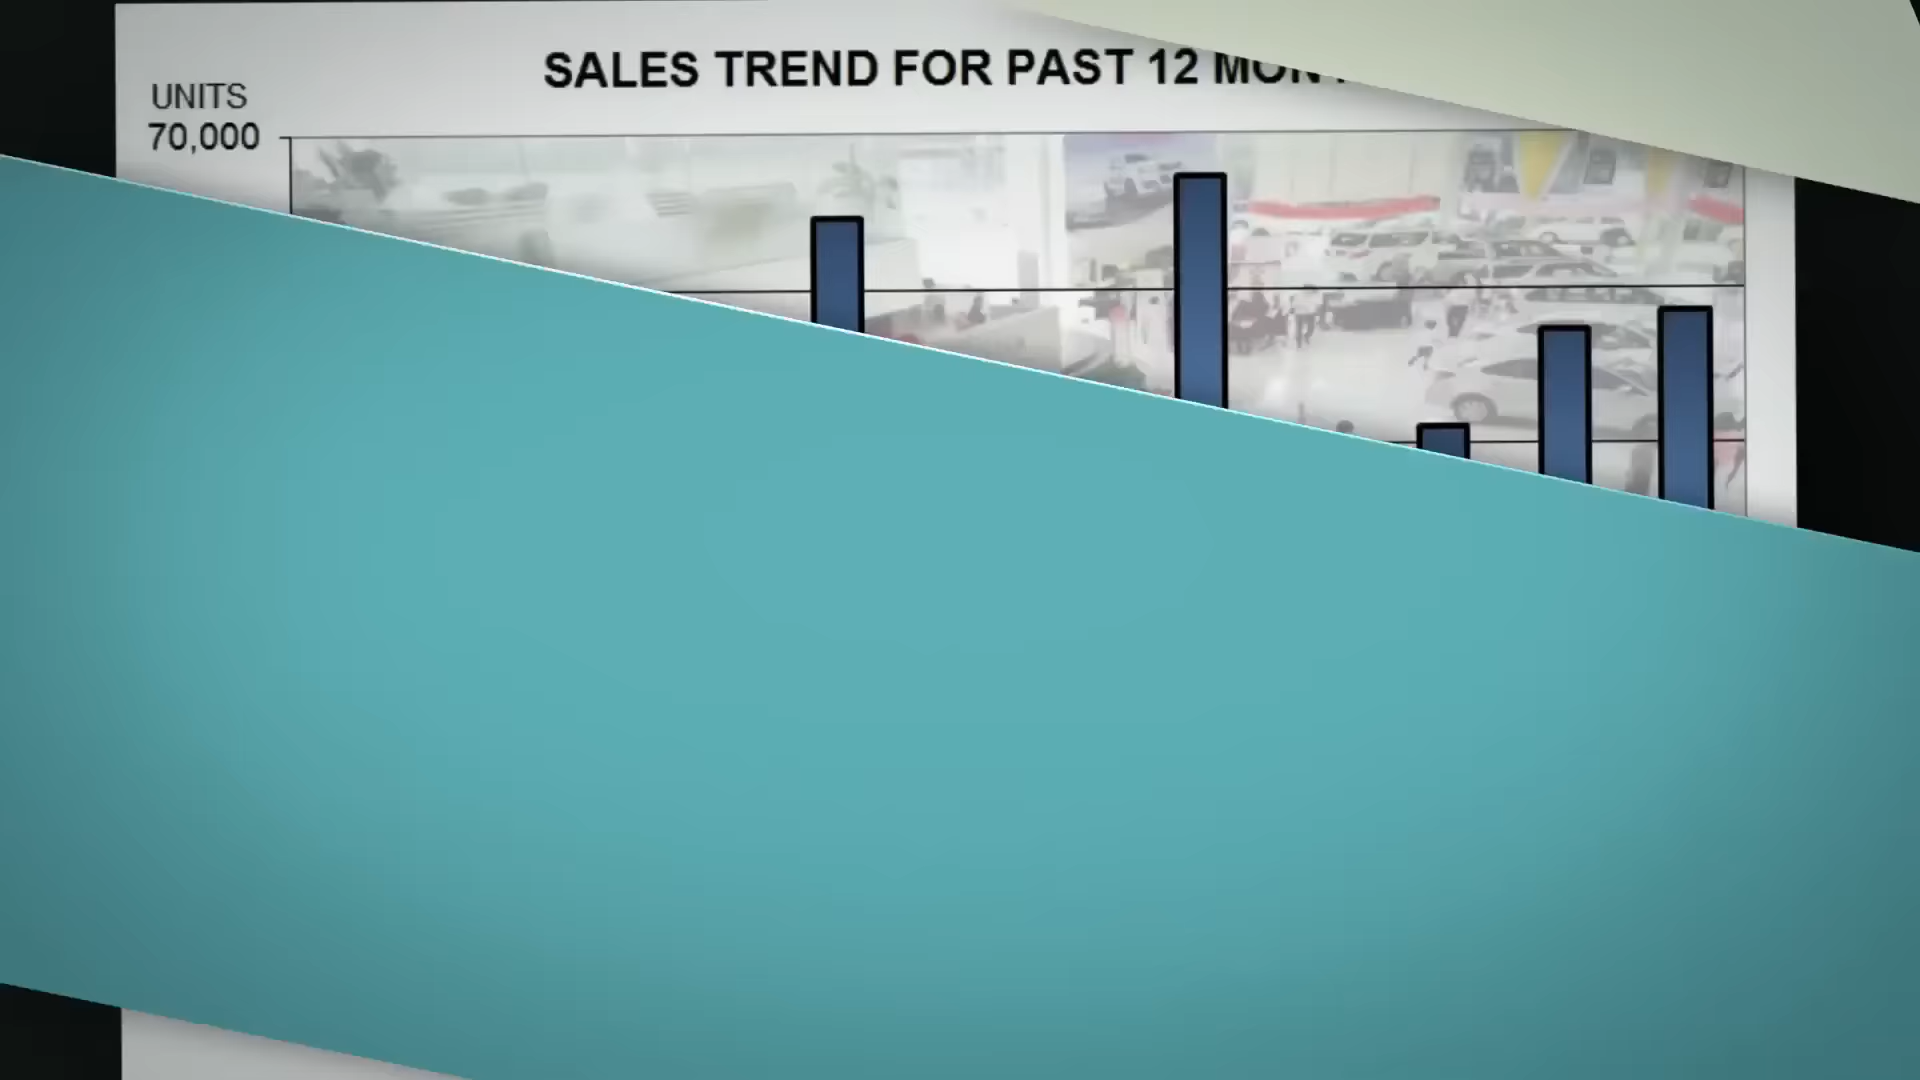 SALES TREND FOR PAST 12
UNITS
70,000